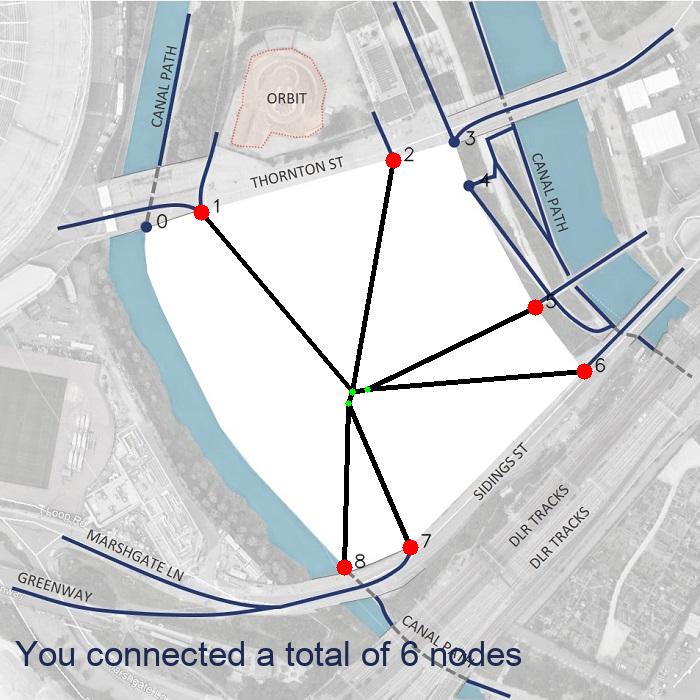 CANAL PATH
ORBIT
THORNTON ST
2
3
4
CANAL PATH
0
1
5
6
SIDINGS ST
DLR TRACKS
DLR TRACKS
7
8
MARSHGATE LN
GREENWAY
CANAL PATH
You connected a total of 6 nodes